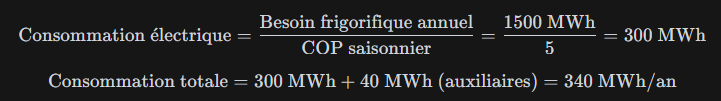 Consommation électrique = Besoin frigorifique annuel / COP saisonnier = 1500 MWh / 5 = 300 MWh
Consommation totale = 300 MWh + 40 MWh (auxiliaires) = 340 MWh/an